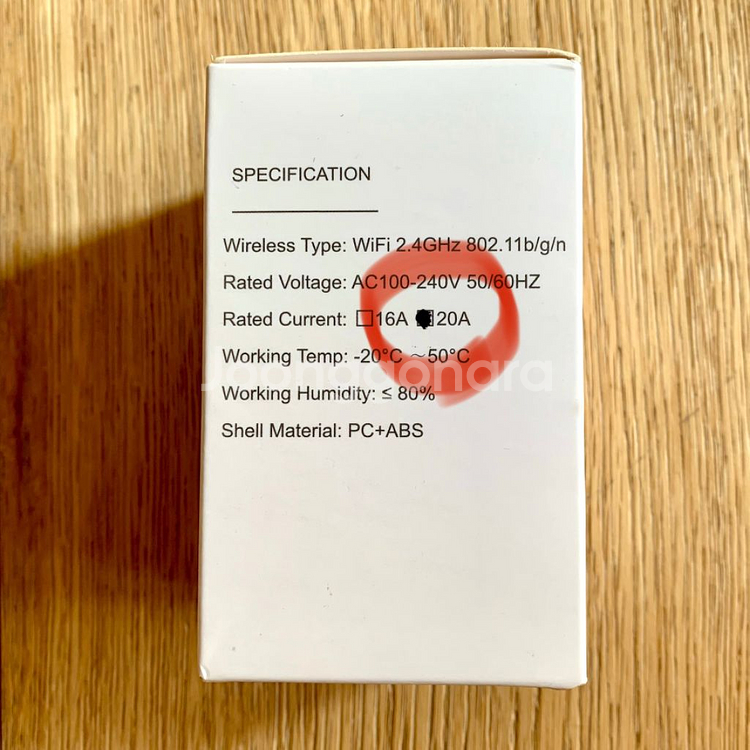 SPECIFICATION
Wireless Type: WiFi 2.4GHz 802.11b/g/n
Rated Voltage: AC100-240V 50/60HZ
Rated Current: ☐16A ☒20A
Working Temp: -20°C ~50°C
Joonggonara
Working Humidity: ≤ 80%
Shell Material: PC+ABS